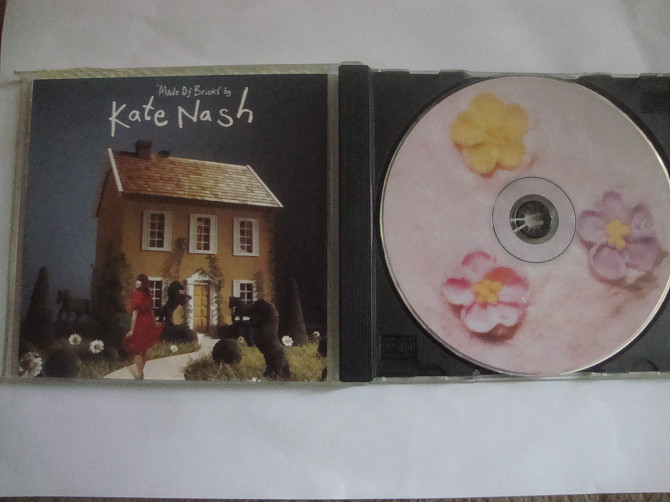 "Made Of Bricks" by
Kate Nash